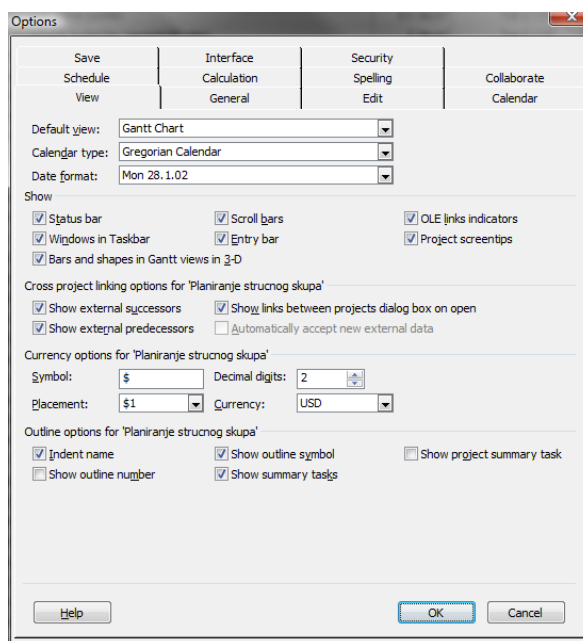 Options
Save Interface Security
Schedule Calculation Spelling Collaborate
View General Edit Calendar
Default view: Gantt Chart
Calendar type: Gregorian Calendar
Date format: Mon 28.1.02
Show
Status bar Scroll bars OLE links indicators
Windows in Taskbar Entry bar Project screentips
Bars and shapes in Gantt views in 3-D
Cross project linking options for 'Planiranje strucnog skupa'
Show external successors Show links between projects dialog box on open
Show external predecessors Automatically accept new external data
Currency options for 'Planiranje strucnog skupa'
Symbol: $ Decimal digits: 2
Placement: $1 Currency: USD
Outline options for 'Planiranje strucnog skupa'
Indent name Show outline symbol Show project summary task
Show outline number Show summary tasks
Help OK Cancel